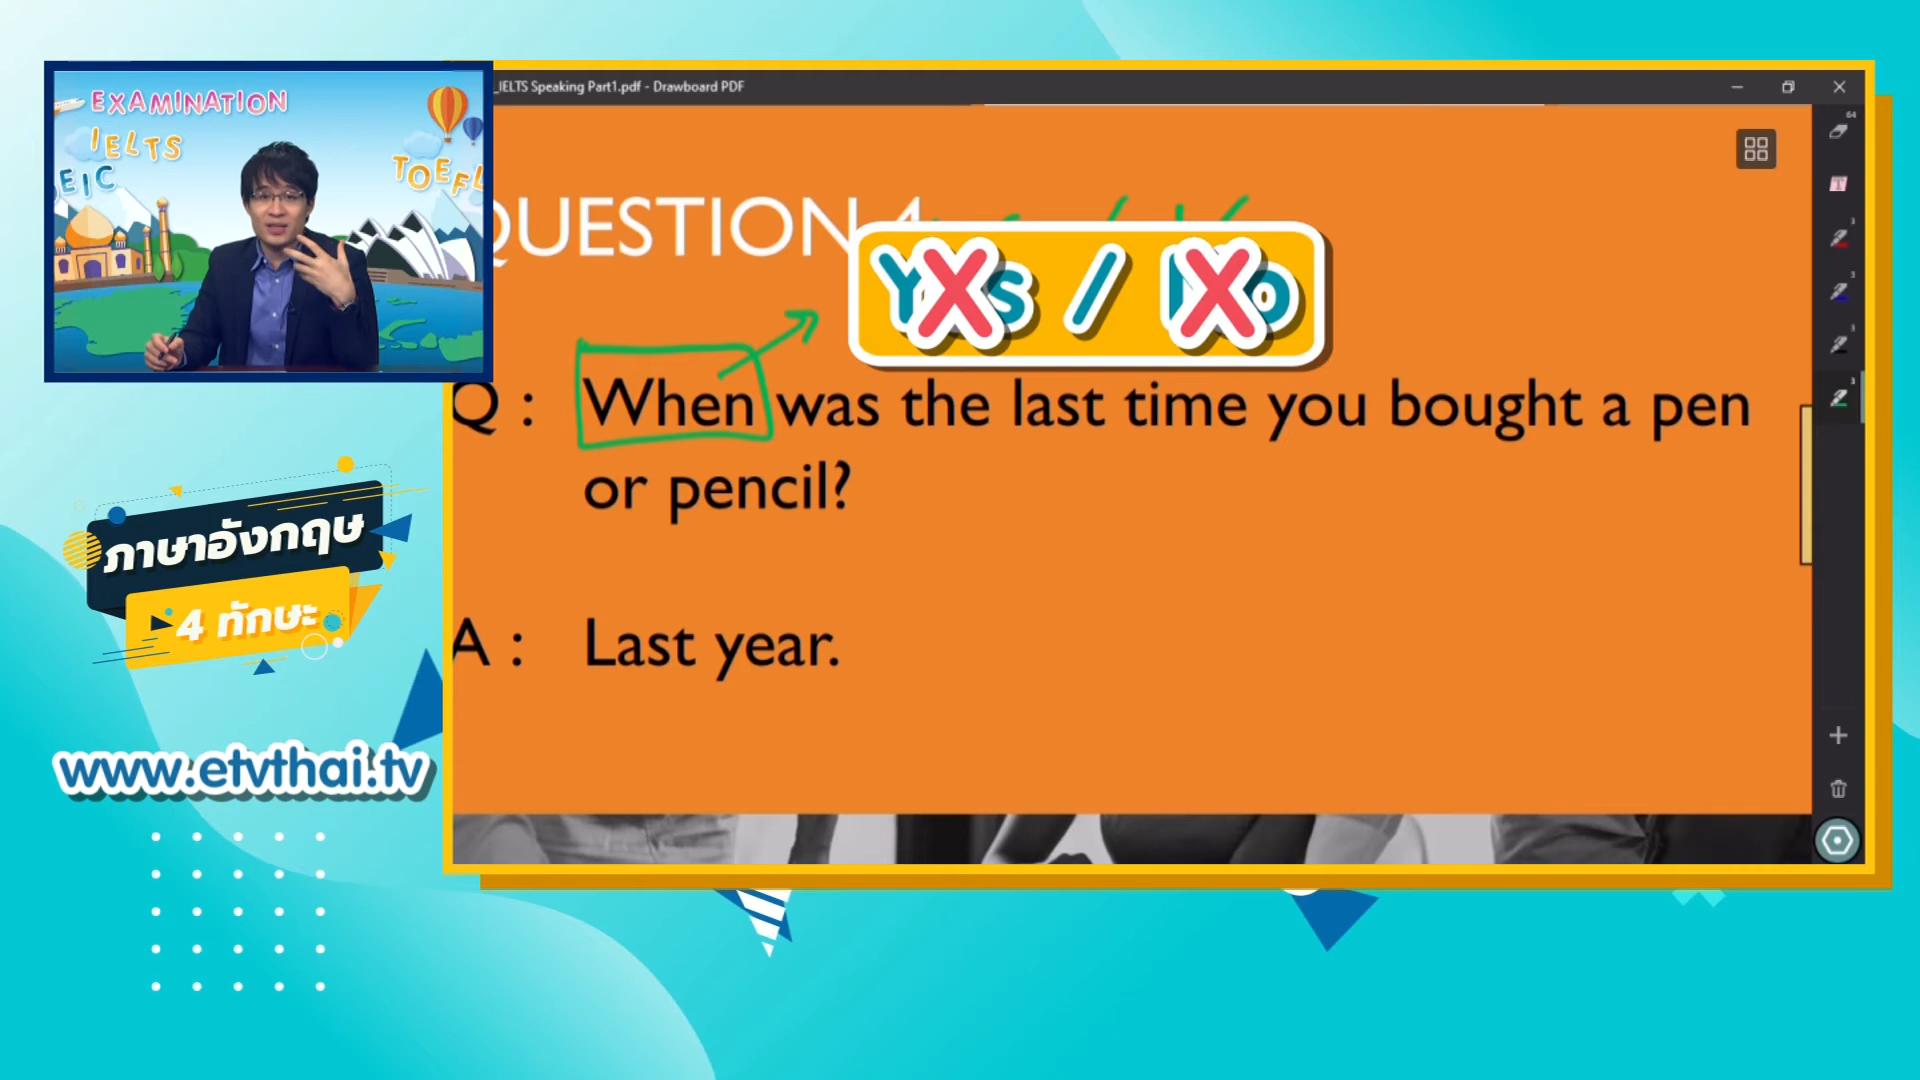 EXAMINATION
IELTS
EIC
TOEFL
_IELTS Speaking Part1.pdf - Drawboard PDF
QUESTION 4
Yes / No
Q : When was the last time you bought a pen
or pencil?
A : Last year.
ภาษาอังกฤษ
4 ทักษะ
www.etvthai.tv